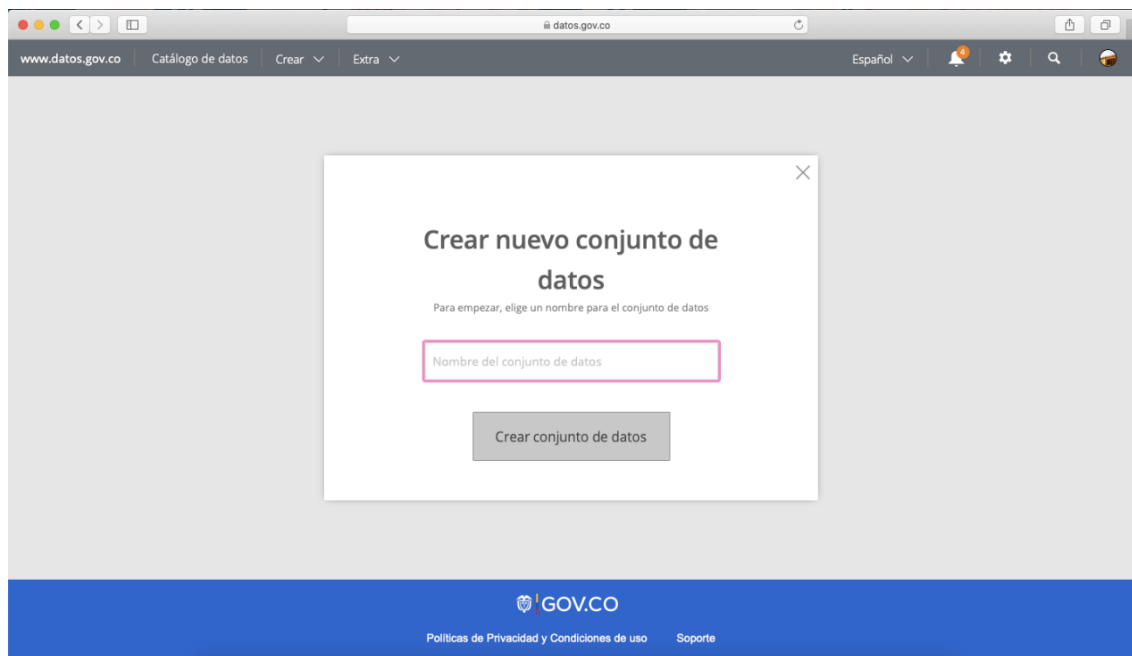 datos.gov.co
www.datos.gov.co Catálogo de datos Crear Extra Español 4
Crear nuevo conjunto de
datos
Para empezar, elige un nombre para el conjunto de datos
Nombre del conjunto de datos
Crear conjunto de datos
GOV.CO
Políticas de Privacidad y Condiciones de uso Soporte